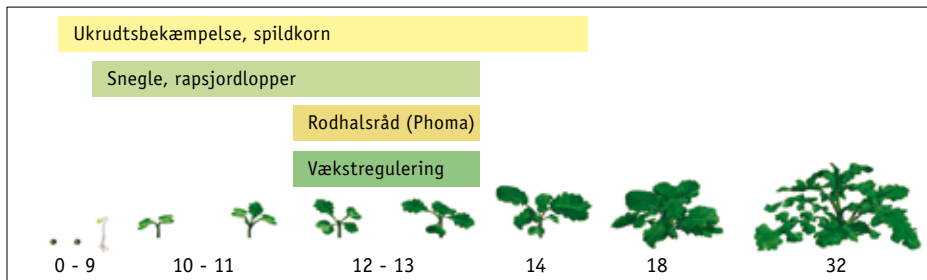 Ukrudtsbekæmpelse, spildkorn
Snegle, rapsjordlopper
Rodhalsråd (Phoma)
Vækstregulering
0 - 9 10 - 11 12 - 13 14 18 32